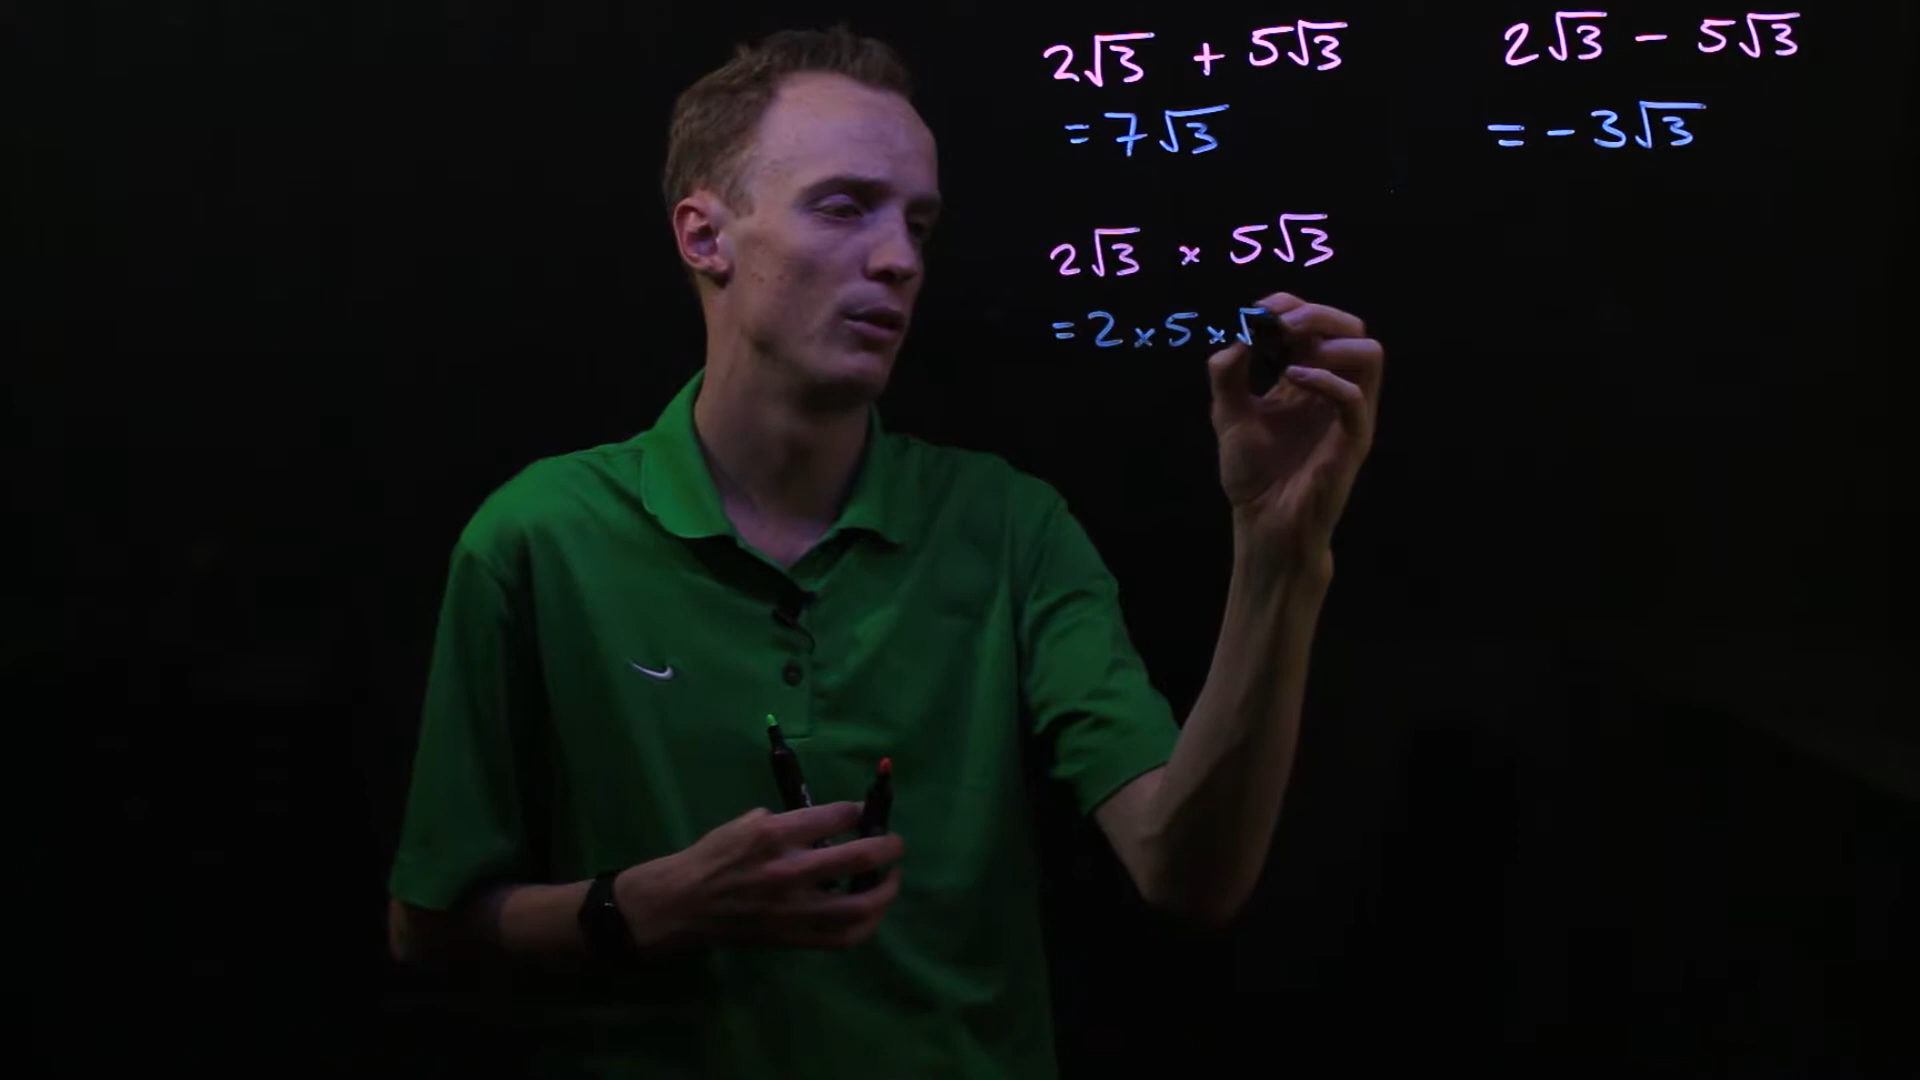 2√3 + 5√3
= 7√3
2√3 - 5√3
= -3√3
2√3 × 5√3
= 2 × 5 × √